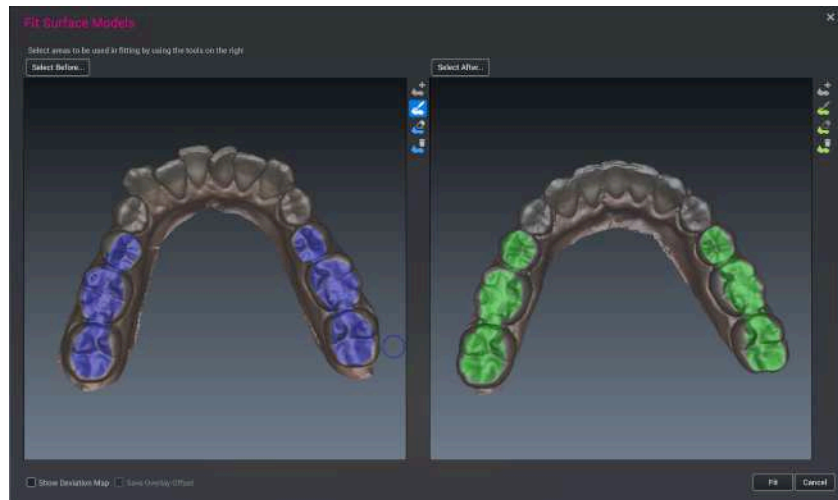 Fit Surface Models
Select areas to be used in fitting by using the tools on the right
Select Before...
Select After...
Show Deviation Map
Save Overlay Offset
Fit
Cancel